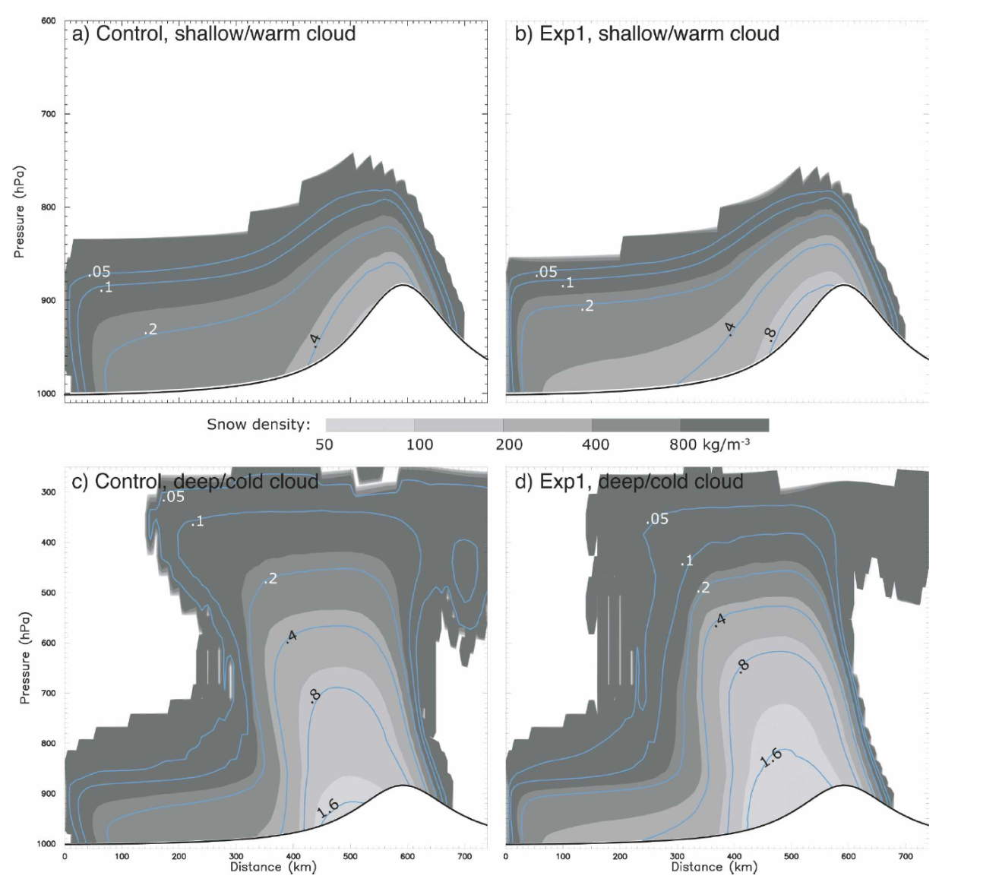 a) Control, shallow/warm cloud
b) Exp1, shallow/warm cloud
600
700
800
900
1000
Pressure (hPa)
.05
.1
.2
.4
.05
.1
.2
.4
.8
Snow density:
50 100 200 400 800 kg/m-3
c) Control, deep/cold cloud
d) Exp1, deep/cold cloud
300
400
500
600
700
800
900
1000
Pressure (hPa)
.05
.1
.2
.4
.8
1.6
.05
.1
.2
.4
.8
1.6
0 100 200 300 400 500 600 700
0 100 200 300 400 500 600 700
Distance (km)
Distance (km)